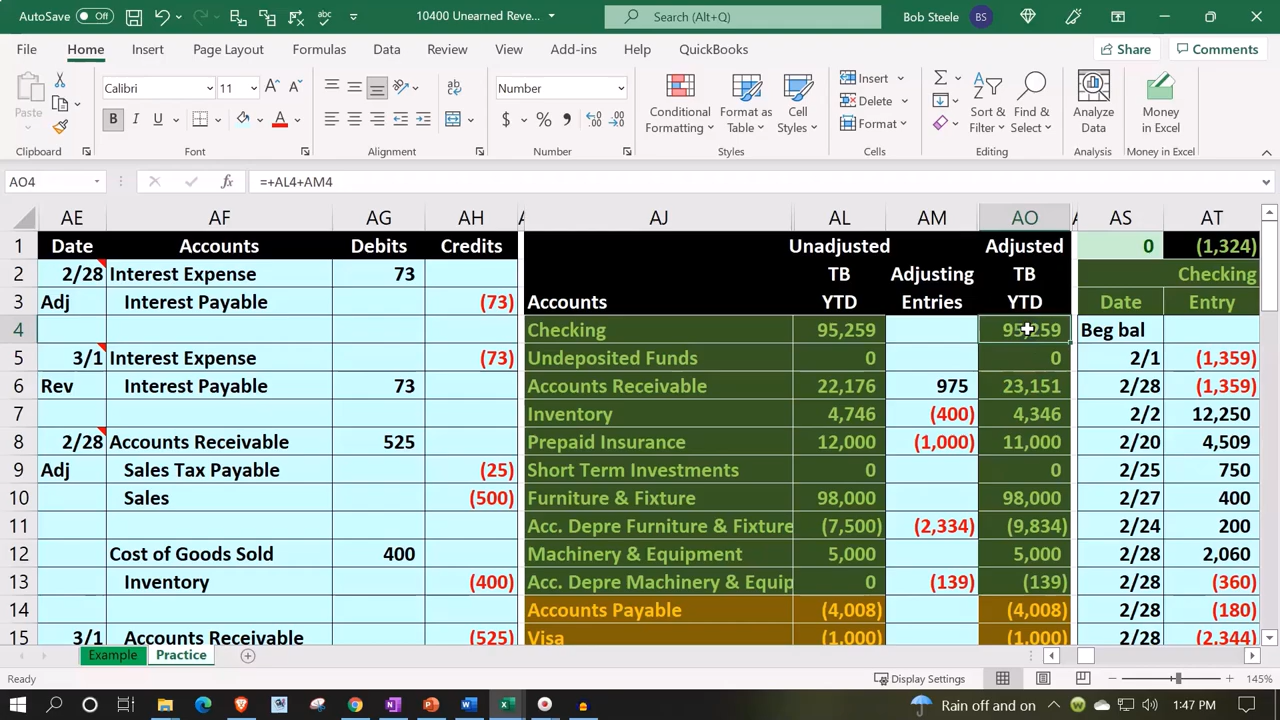 AutoSave Off 10400 Unearned Reve... Search (Alt+Q) Bob Steele BS
File Home Insert Page Layout Formulas Data Review View Add-ins Help QuickBooks Share Comments
Paste Calibri 11 Number Conditional Formatting Format as Table Cell Styles Insert Delete Format Sort & Filter Find & Select Analyze Data Money in Excel
Clipboard Font Alignment Number Styles Cells Editing Analysis Money in Excel
AO4 fx =+AL4+AM4
AE AF AG AH AJ AL AM AO AS AT
1 Date Accounts Debits Credits Unadjusted Adjusted 0 (1,324)
2 2/28 Interest Expense 73 TB Adjusting TB Checking
3 Adj Interest Payable (73) Accounts YTD Entries YTD Date Entry
4 Checking 95,259 95,259 Beg bal
5 3/1 Interest Expense (73) Undeposited Funds 0 0 2/1 (1,359)
6 Rev Interest Payable 73 Accounts Receivable 22,176 975 23,151 2/28 (1,359)
7 Inventory 4,746 (400) 4,346 2/2 12,250
8 2/28 Accounts Receivable 525 Prepaid Insurance 12,000 (1,000) 11,000 2/20 4,509
9 Adj Sales Tax Payable (25) Short Term Investments 0 0 2/25 750
10 Sales (500) Furniture & Fixture 98,000 98,000 2/27 400
11 Acc. Depre Furniture & Fixture (7,500) (2,334) (9,834) 2/24 200
12 Cost of Goods Sold 400 Machinery & Equipment 5,000 5,000 2/28 2,060
13 Inventory (400) Acc. Depre Machinery & Equip 0 (139) (139) 2/28 (360)
14 Accounts Payable (4,008) (4,008) 2/28 (180)
15 3/1 Accounts Receivable (525) Visa (1,000) (1,000) 2/28 (2,344)
Example Practice
Ready Display Settings 145%
Rain off and on 1:47 PM